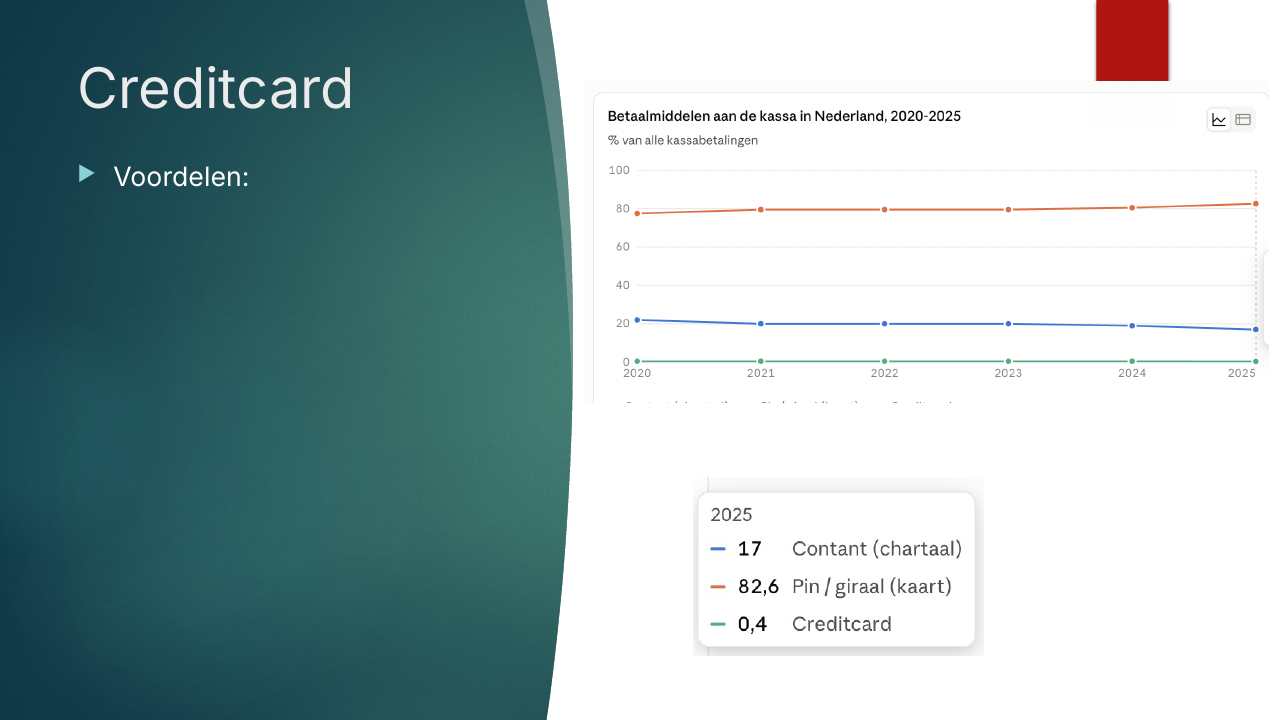 Creditcard
Voordelen:
Betaalmiddelen aan de kassa in Nederland, 2020-2025
% van alle kassabetalingen
100
80
60
40
20
0
2020 2021 2022 2023 2024 2025
2025
17 Contant (chartaal)
82,6 Pin / giraal (kaart)
0,4 Creditcard